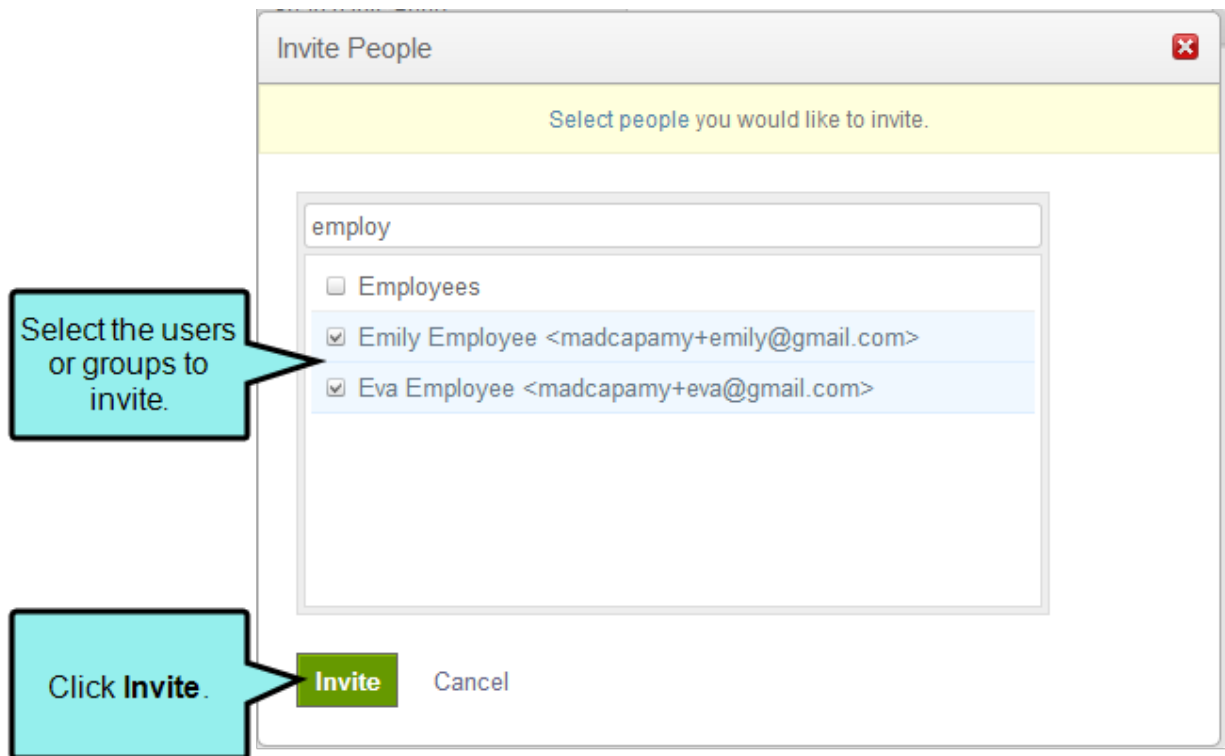 Invite People
Select people you would like to invite.
employ
Employees
Emily Employee <madcapamy+emily@gmail.com>
Eva Employee <madcapamy+eva@gmail.com>
Select the users
or groups to
invite.
Click Invite.
Invite
Cancel